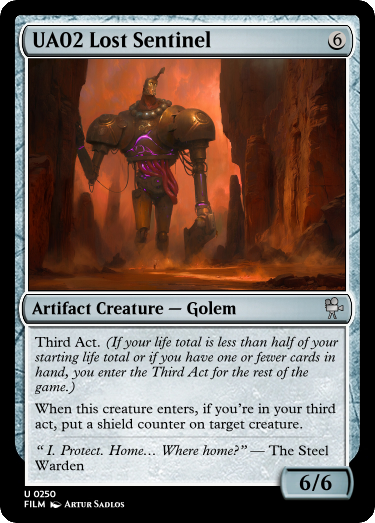 UA02 Lost Sentinel 6
Artifact Creature — Golem
Third Act. (If your life total is less than half of your
starting life total or if you have one or fewer cards in
hand, you enter the Third Act for the rest of the
game.)
When this creature enters, if you're in your third
act, put a shield counter on target creature.
“ I. Protect. Home… Where home?” — The Steel
Warden
6/6
U 0250
FILM Artur Sadlos